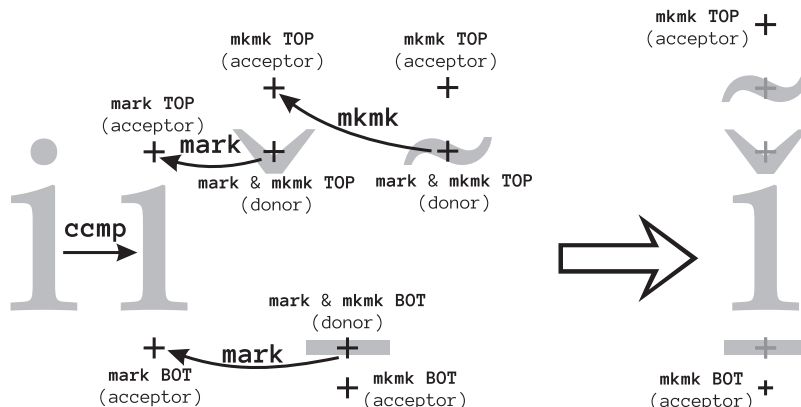 mkmk TOP
(acceptor)
mkmk TOP
(acceptor)
mkmk TOP
(acceptor)
mark TOP
(acceptor)
mkmk
mark
mark & mkmk TOP
(donor)
mark & mkmk TOP
(donor)
i ı
ccmp
ǐ̠̃
mark & mkmk BOT
(donor)
mark
mark BOT
(acceptor)
mkmk BOT
(acceptor)
mkmk BOT
(acceptor)